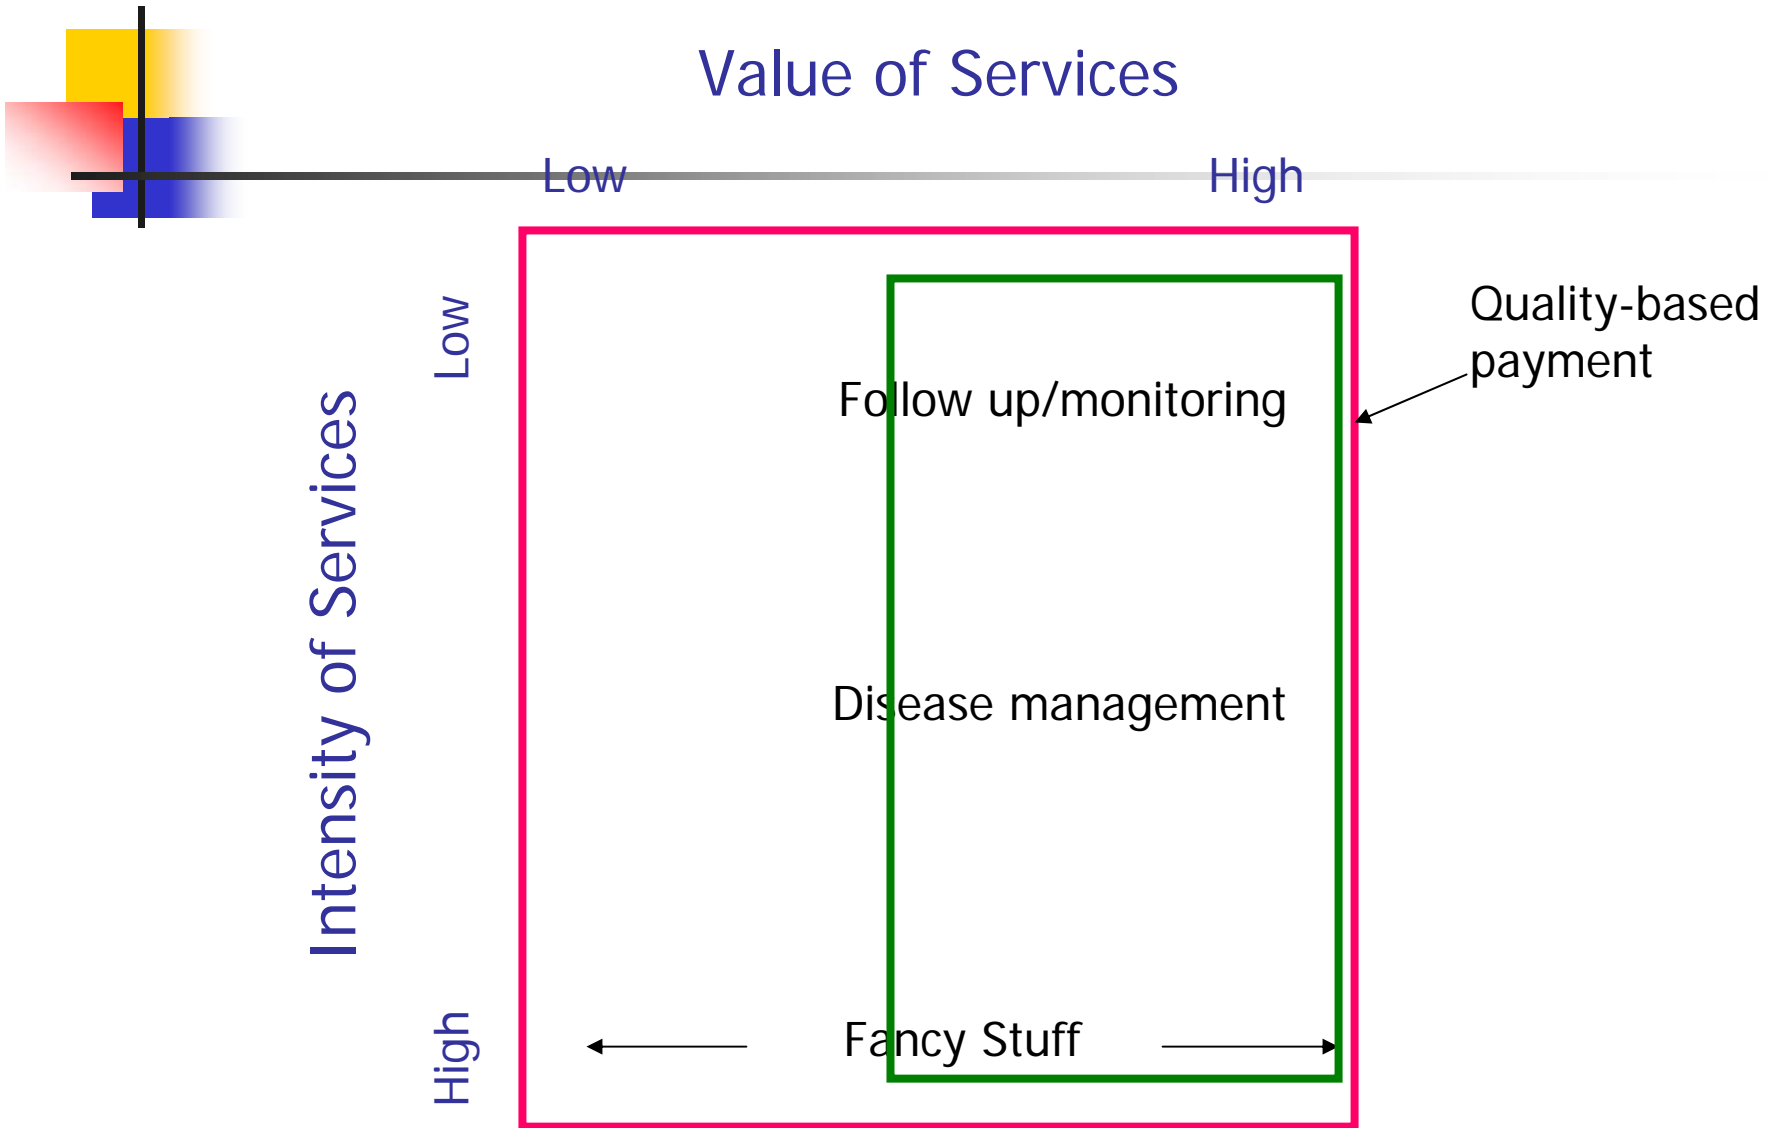 Value of Services
Low
High
Quality-based
payment
Low
Follow up/monitoring
Intensity of Services
Disease management
High
Fancy Stuff